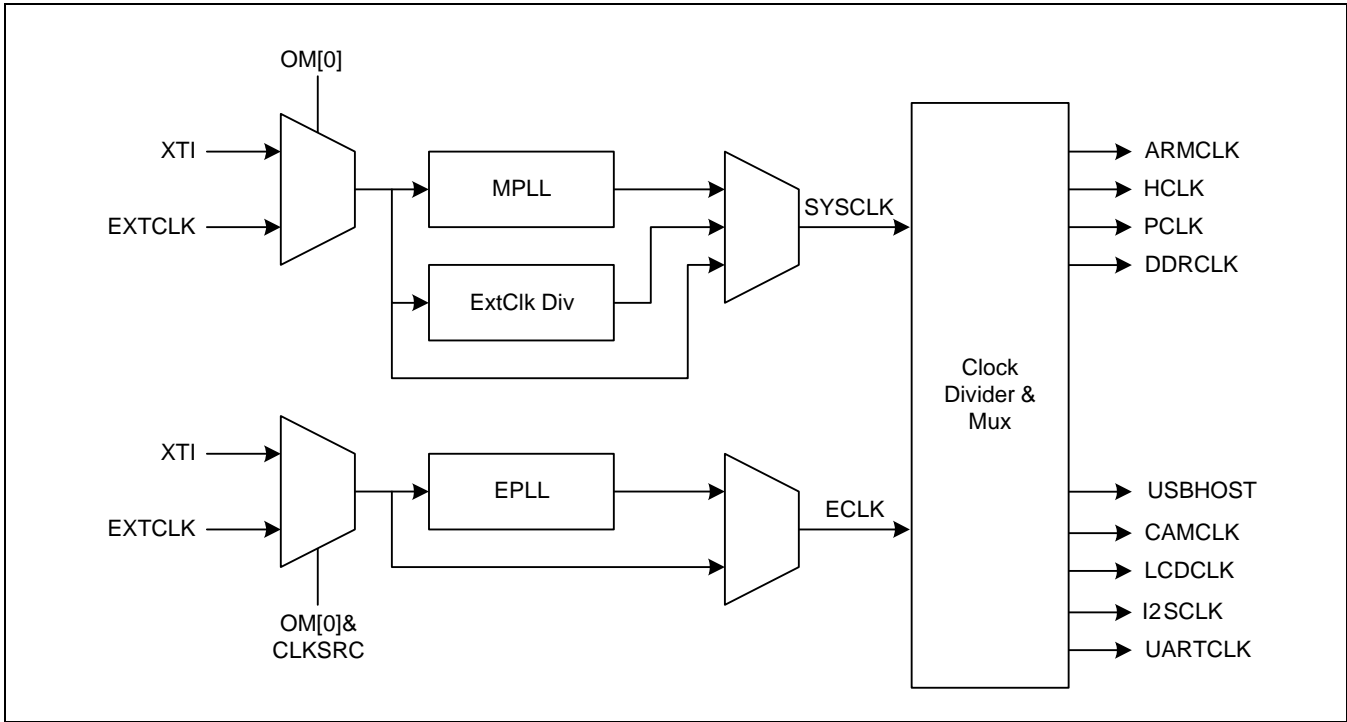 OM[0]
XTI
EXTCLK
MPLL
ExtClk Div
SYSCLK
ARMCLK
HCLK
PCLK
DDRCLK
Clock
Divider &
Mux
XTI
EXTCLK
OM[0]&
CLKSRC
EPLL
ECLK
USBHOST
CAMCLK
LCDCLK
I2SCLK
UARTCLK